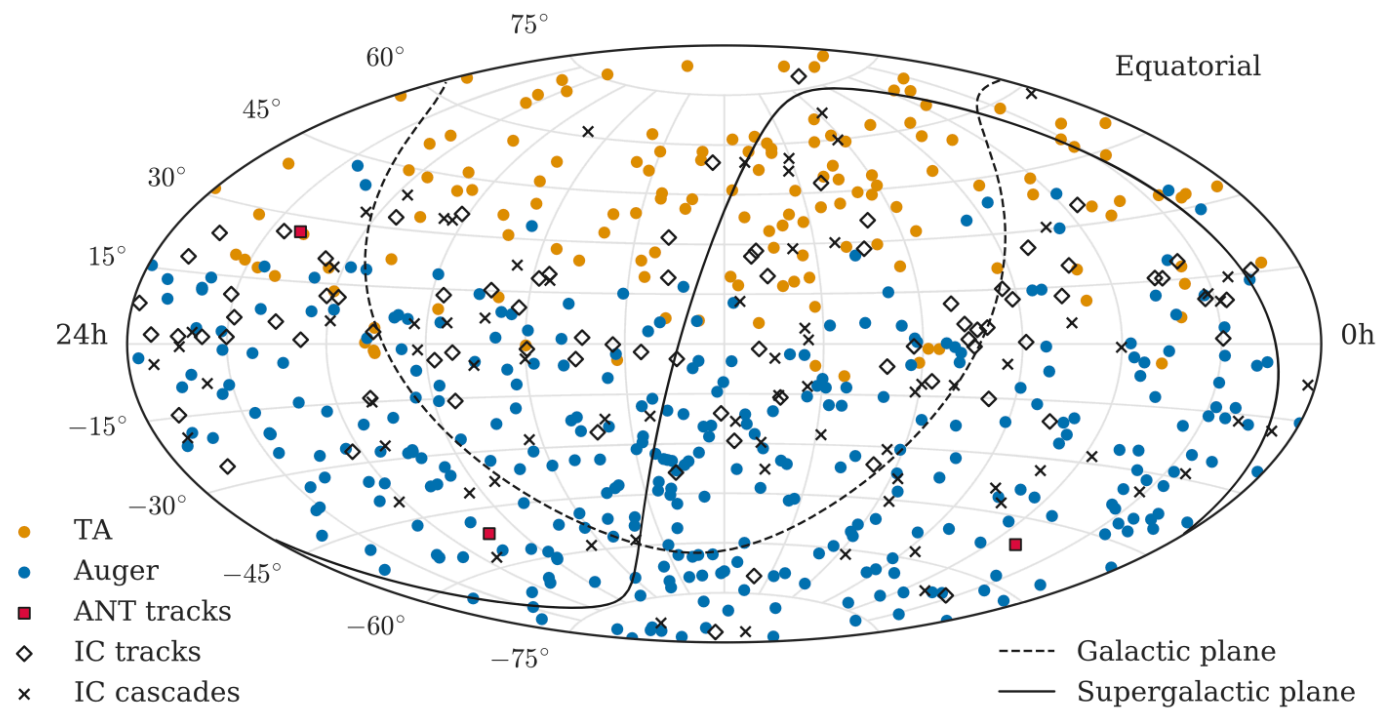 75°
60°
Equatorial
45°
30°
15°
24h
0h
−15°
−30°
TA
Auger
−45°
ANT tracks
−60°
IC tracks
−75°
Galactic plane
IC cascades
Supergalactic plane